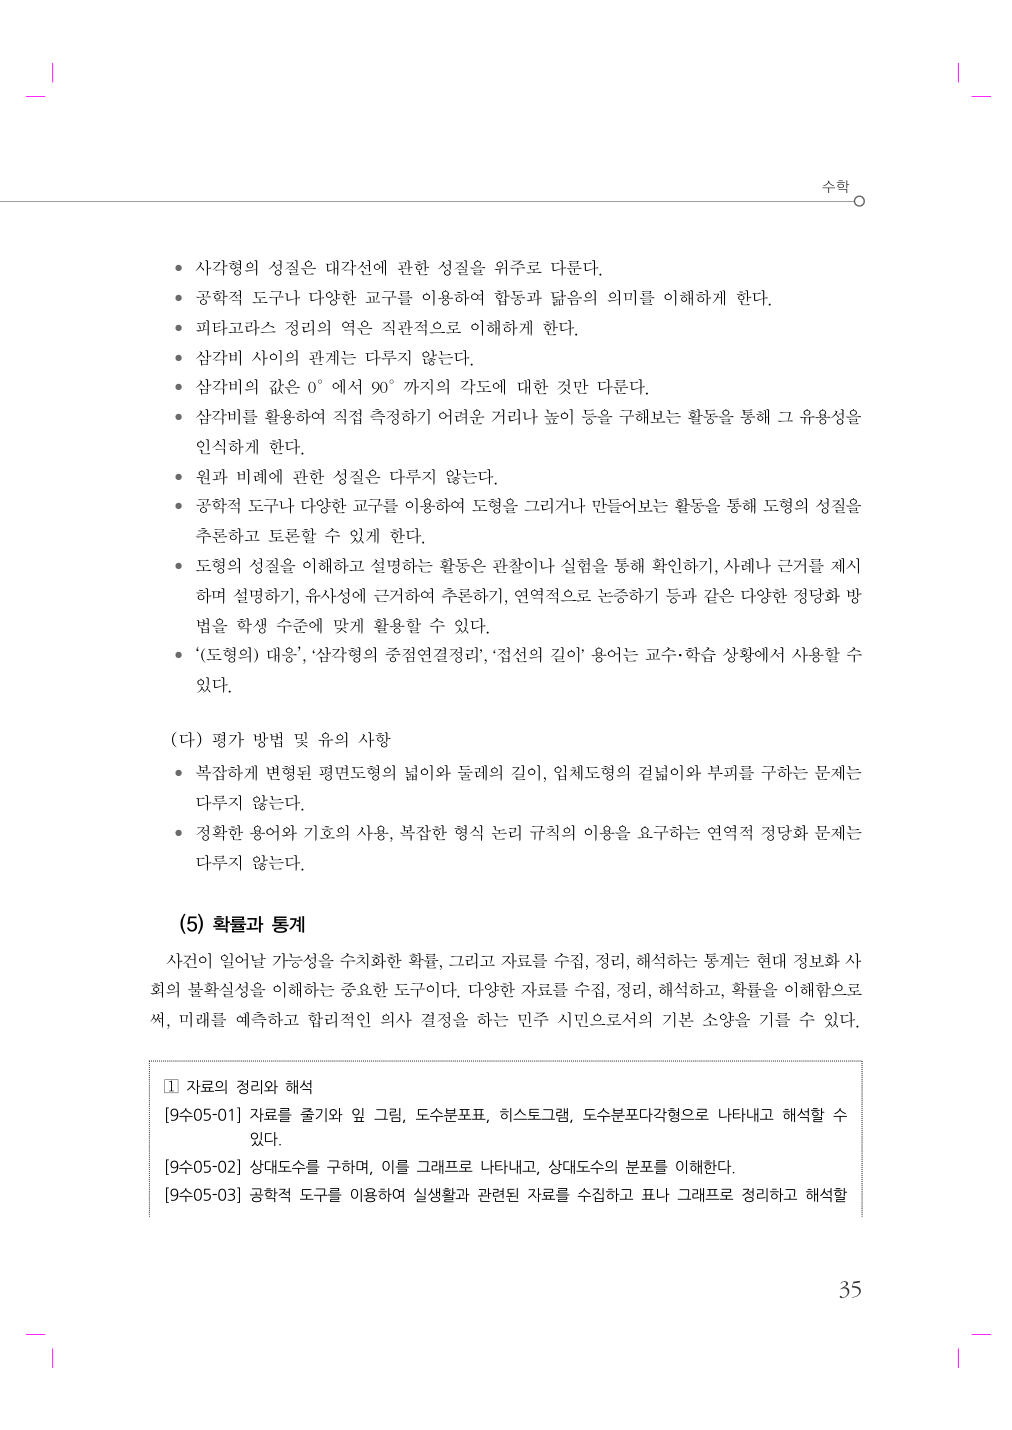 수학
• 사각형의 성질은 대각선에 관한 성질을 위주로 다룬다.
• 공학적 도구나 다양한 교구를 이용하여 합동과 닮음의 의미를 이해하게 한다.
• 피타고라스 정리의 역은 직관적으로 이해하게 한다.
• 삼각비 사이의 관계는 다루지 않는다.
• 삼각비의 값은 0° 에서 90° 까지의 각도에 대한 것만 다룬다.
• 삼각비를 활용하여 직접 측정하기 어려운 거리나 높이 등을 구해보는 활동을 통해 그 유용성을
인식하게 한다.
• 원과 비례에 관한 성질은 다루지 않는다.
• 공학적 도구나 다양한 교구를 이용하여 도형을 그리거나 만들어보는 활동을 통해 도형의 성질을
추론하고 토론할 수 있게 한다.
• 도형의 성질을 이해하고 설명하는 활동은 관찰이나 실험을 통해 확인하기, 사례나 근거를 제시
하며 설명하기, 유사성에 근거하여 추론하기, 연역적으로 논증하기 등과 같은 다양한 정당화 방
법을 학생 수준에 맞게 활용할 수 있다.
• ‘(도형의) 대응’, ‘삼각형의 중점연결정리’, ‘접선의 길이’ 용어는 교수·학습 상황에서 사용할 수
있다.
(다) 평가 방법 및 유의 사항
• 복잡하게 변형된 평면도형의 넓이와 둘레의 길이, 입체도형의 겉넓이와 부피를 구하는 문제는
다루지 않는다.
• 정확한 용어와 기호의 사용, 복잡한 형식 논리 규칙의 이용을 요구하는 연역적 정당화 문제는
다루지 않는다.
(5) 확률과 통계
사건이 일어날 가능성을 수치화한 확률, 그리고 자료를 수집, 정리, 해석하는 통계는 현대 정보화 사
회의 불확실성을 이해하는 중요한 도구이다. 다양한 자료를 수집, 정리, 해석하고, 확률을 이해함으로
써, 미래를 예측하고 합리적인 의사 결정을 하는 민주 시민으로서의 기본 소양을 기를 수 있다.
1 자료의 정리와 해석
[9수05-01] 자료를 줄기와 잎 그림, 도수분포표, 히스토그램, 도수분포다각형으로 나타내고 해석할 수
있다.
[9수05-02] 상대도수를 구하며, 이를 그래프로 나타내고, 상대도수의 분포를 이해한다.
[9수05-03] 공학적 도구를 이용하여 실생활과 관련된 자료를 수집하고 표나 그래프로 정리하고 해석할
35